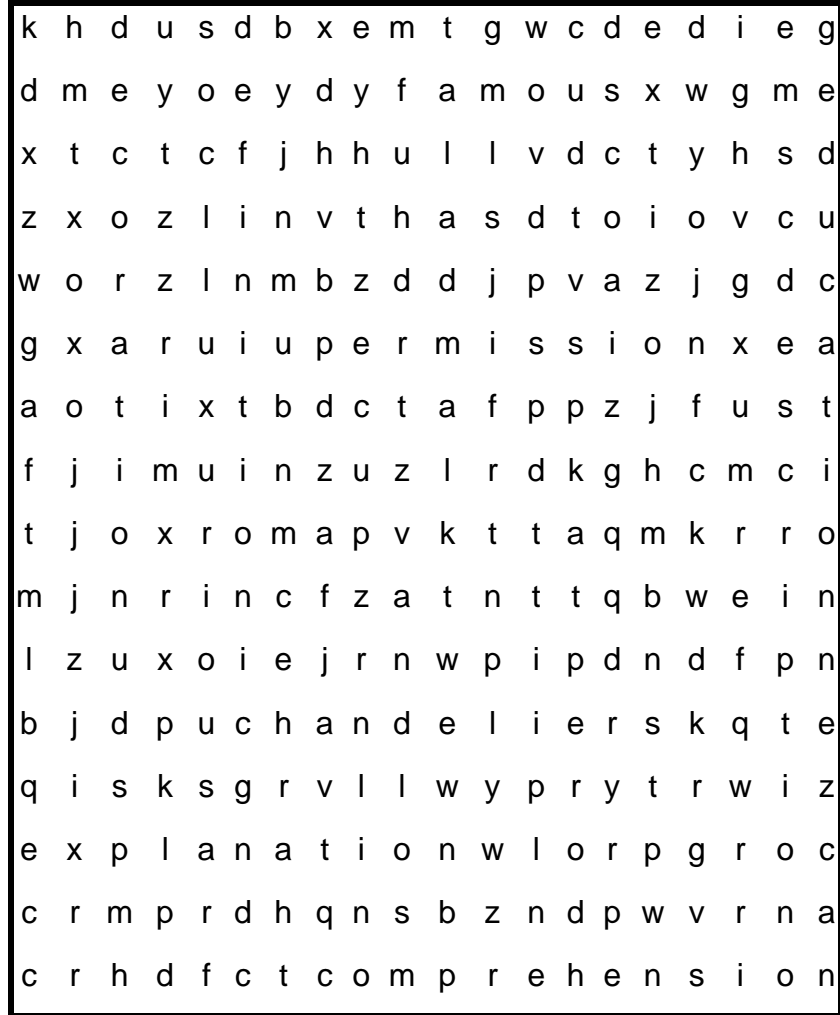 k h d u s d b x e m t g w c d e d i e g
d m e y o e y d y f a m o u s x w g m e
x t c t c f j h h u l l v d c t y h s d
z x o z l i n v t h a s d t o i o v c u
w o r z l n m b z d d j p v a z j g d c
g x a r u i u p e r m i s s i o n x e a
a o t i x t b d c t a f p p z j f u s t
f j i m u i n z u z l r d k g h c m c i
t j o x r o m a p v k t t a q m k r r o
m j n r i n c f z a t n t t q b w e i n
l z u x o i e j r n w p i p d n d f p n
b j d p u c h a n d e l i e r s k q t e
q i s k s g r v l l w y p r y t r w i z
e x p l a n a t i o n w l o r p g r o c
c r m p r d h q n s b z n d p w v r n a
c r h d f c t c o m p r e h e n s i o n